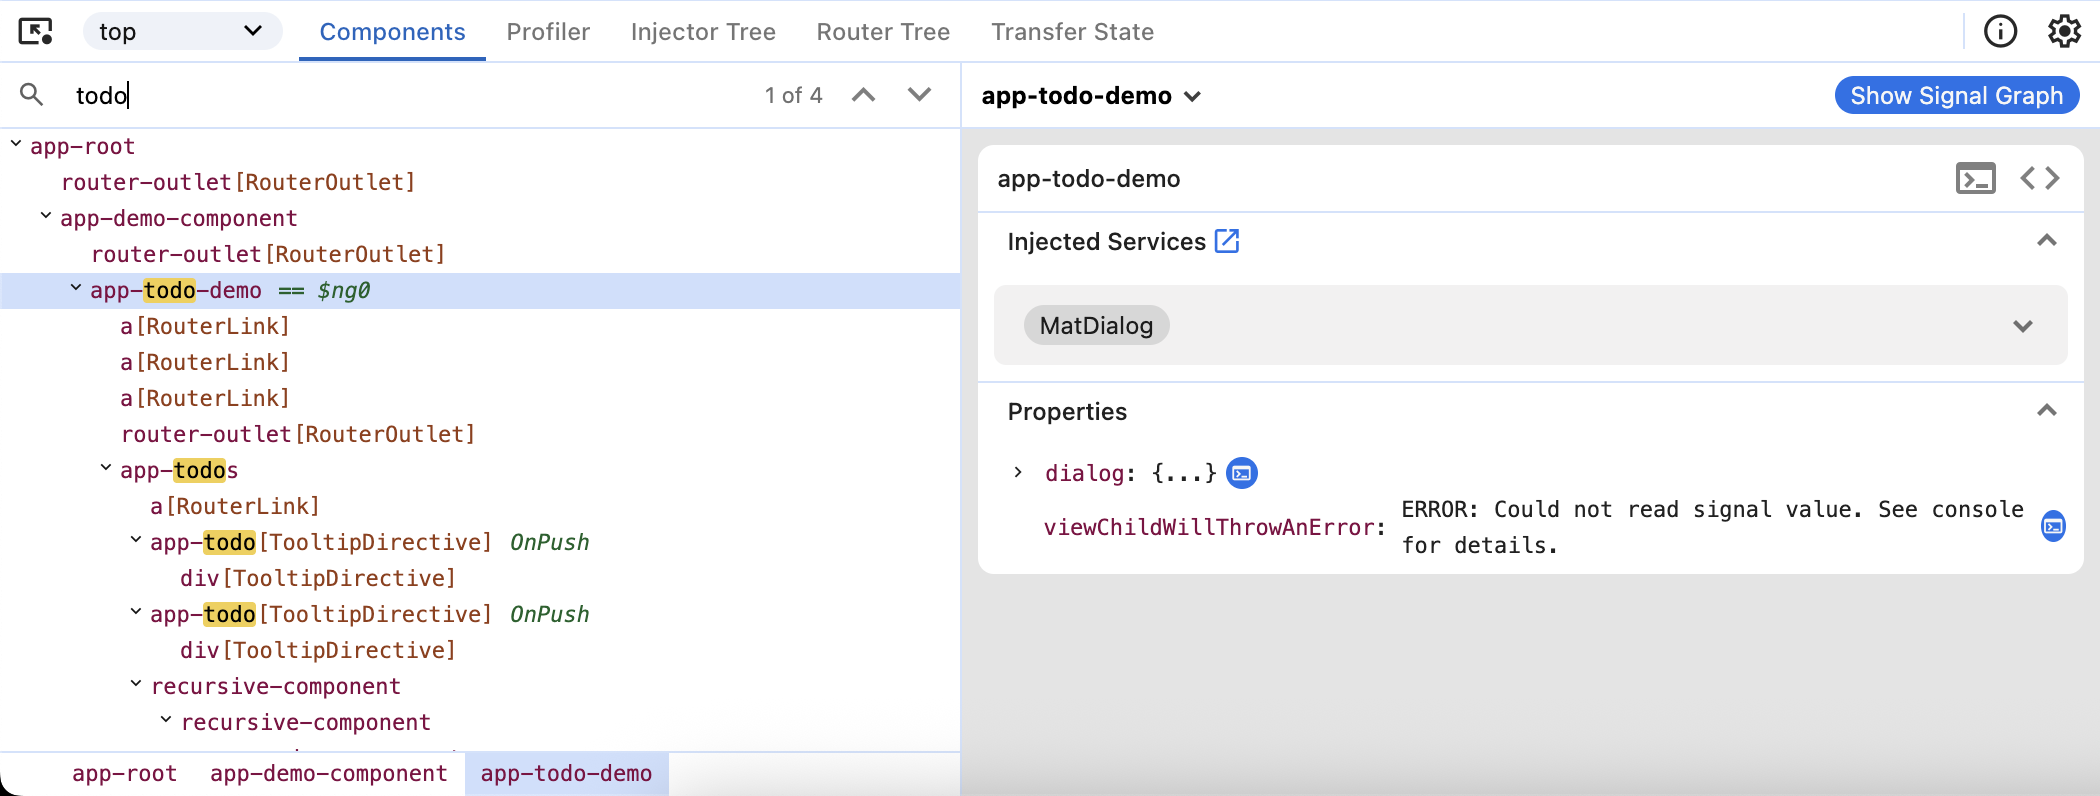 top
Components
Profiler
Injector Tree
Router Tree
Transfer State
todo
1 of 4
app-root
router-outlet[RouterOutlet]
app-demo-component
router-outlet[RouterOutlet]
app-todo-demo == $ng0
a[RouterLink]
a[RouterLink]
a[RouterLink]
router-outlet[RouterOutlet]
app-todos
a[RouterLink]
app-todo[TooltipDirective] OnPush
div[TooltipDirective]
app-todo[TooltipDirective] OnPush
div[TooltipDirective]
recursive-component
recursive-component
app-root
app-demo-component
app-todo-demo
app-todo-demo
Show Signal Graph
app-todo-demo
Injected Services
MatDialog
Properties
dialog: {...}
viewChildWillThrowAnError: ERROR: Could not read signal value. See console
for details.